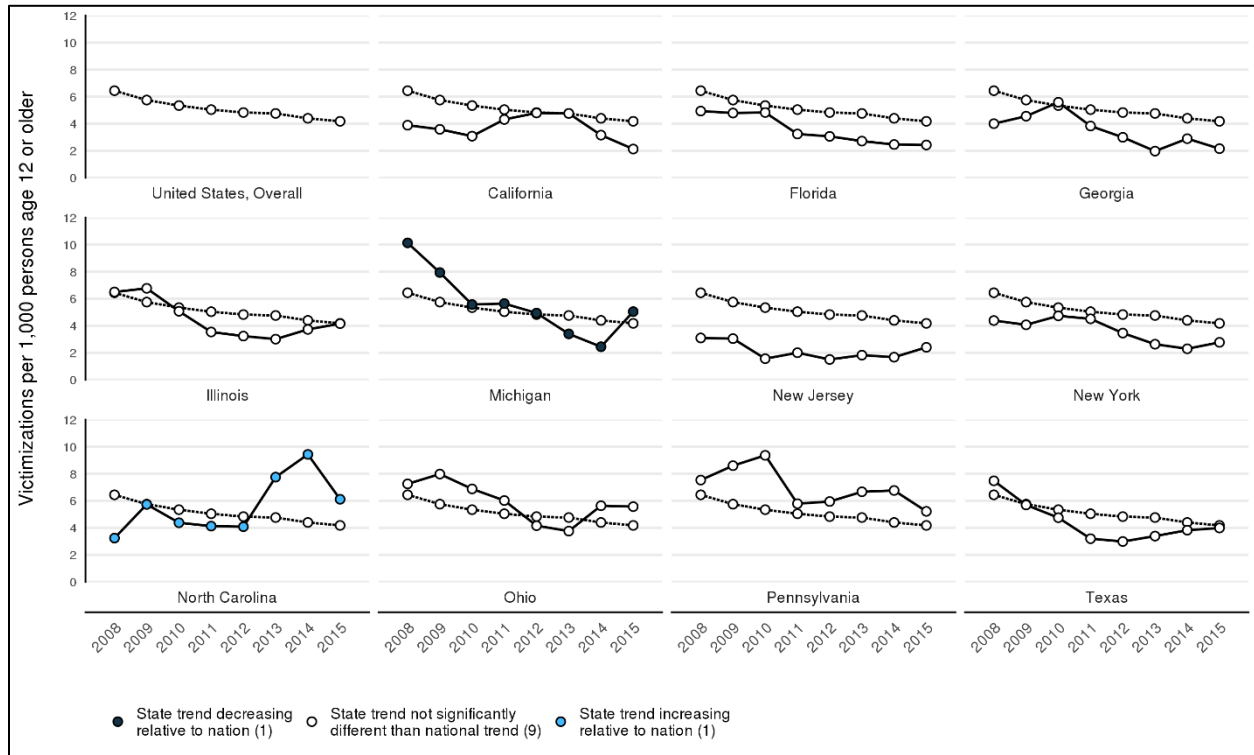 Victimizations per 1,000 persons age 12 or older
12
10
8
6
4
2
0
United States, Overall
California
Florida
Georgia
12
10
8
6
4
2
0
Illinois
Michigan
New Jersey
New York
12
10
8
6
4
2
0
North Carolina
Ohio
Pennsylvania
Texas
2008 2009 2010 2011 2012 2013 2014 2015
2008 2009 2010 2011 2012 2013 2014 2015
2008 2009 2010 2011 2012 2013 2014 2015
2008 2009 2010 2011 2012 2013 2014 2015
State trend decreasing
relative to nation (1)
State trend not significantly
different than national trend (9)
State trend increasing
relative to nation (1)